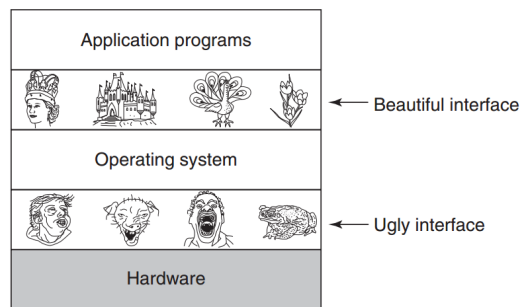 Application programs
Beautiful interface
Operating system
Ugly interface
Hardware